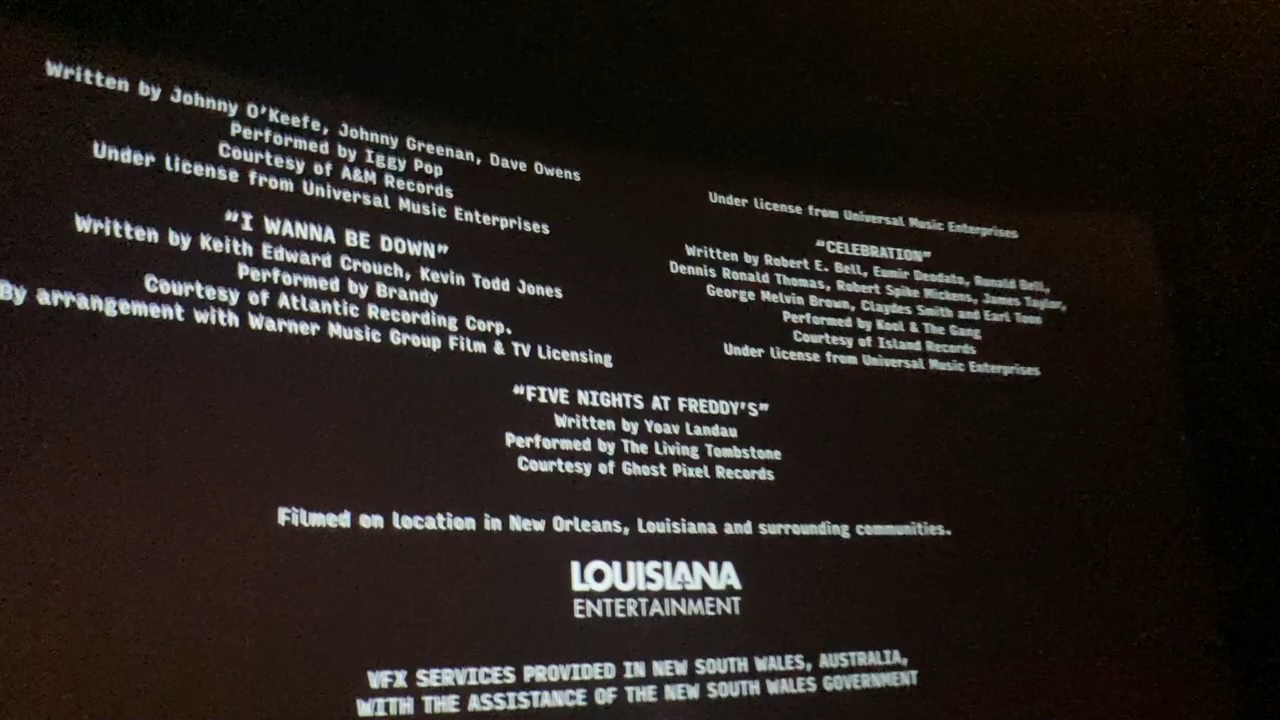 Written by Johnny O'Keefe, Johnny Greenan, Dave Owens
Performed by Iggy Pop
Courtesy of A&M Records
Under license from Universal Music Enterprises
"I WANNA BE DOWN"
Written by Keith Edward Crouch, Kevin Todd Jones
Performed by Brandy
Courtesy of Atlantic Recording Corp.
By arrangement with Warner Music Group Film & TV Licensing
Under license from Universal Music Enterprises
"CELEBRATION"
Written by Robert E. Bell, Eumir Deodato, Ronald Bell,
Dennis Ronald Thomas, Robert Spike Mickens, James Taylor,
George Melvin Brown, Claydes Smith and Earl Toon
Performed by Kool & The Gang
Courtesy of Island Records
Under license from Universal Music Enterprises
"FIVE NIGHTS AT FREDDY'S"
Written by Yoav Landau
Performed by The Living Tombstone
Courtesy of Ghost Pixel Records
Filmed on location in New Orleans, Louisiana and surrounding communities.
LOUISIANA
ENTERTAINMENT
VFX SERVICES PROVIDED IN NEW SOUTH WALES, AUSTRALIA,
WITH THE ASSISTANCE OF THE NEW SOUTH WALES GOVERNMENT